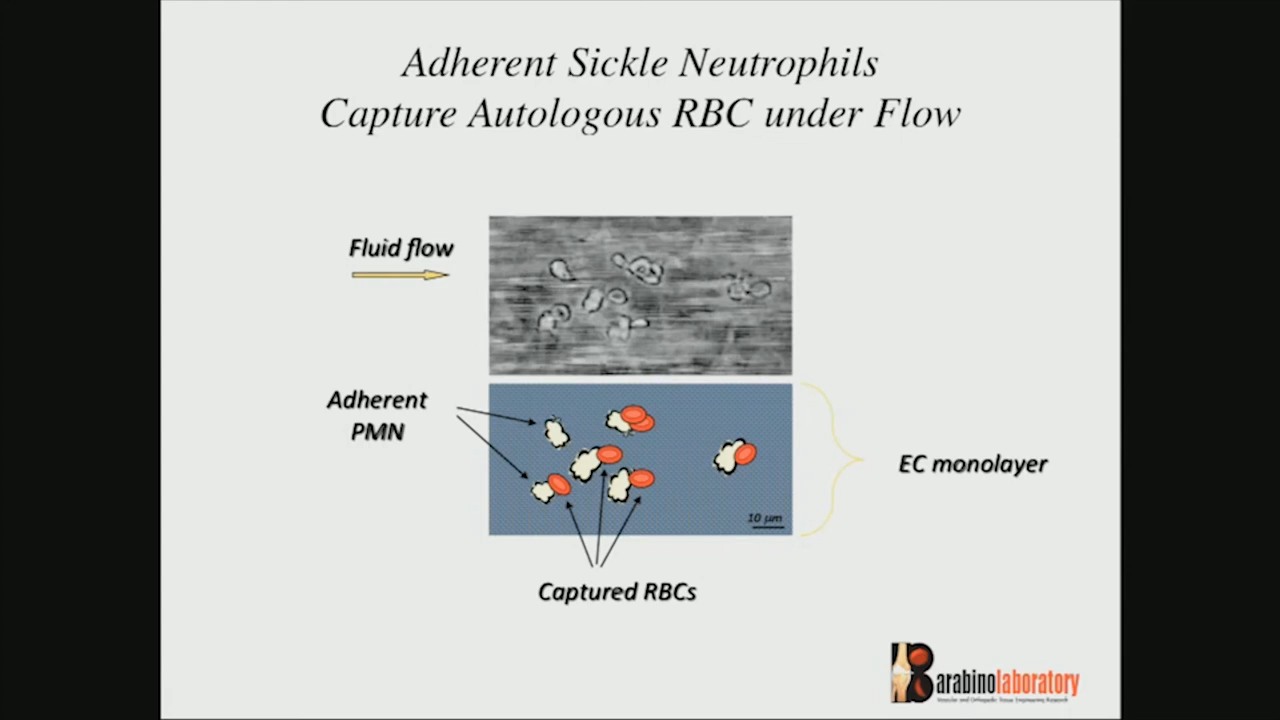 Adherent Sickle Neutrophils
Capture Autologous RBC under Flow
Fluid flow
Adherent
PMN
EC monolayer
10 µm
Captured RBCs
Barabinolaboratory
Vascular and Orthopedic Tissue Engineering Research